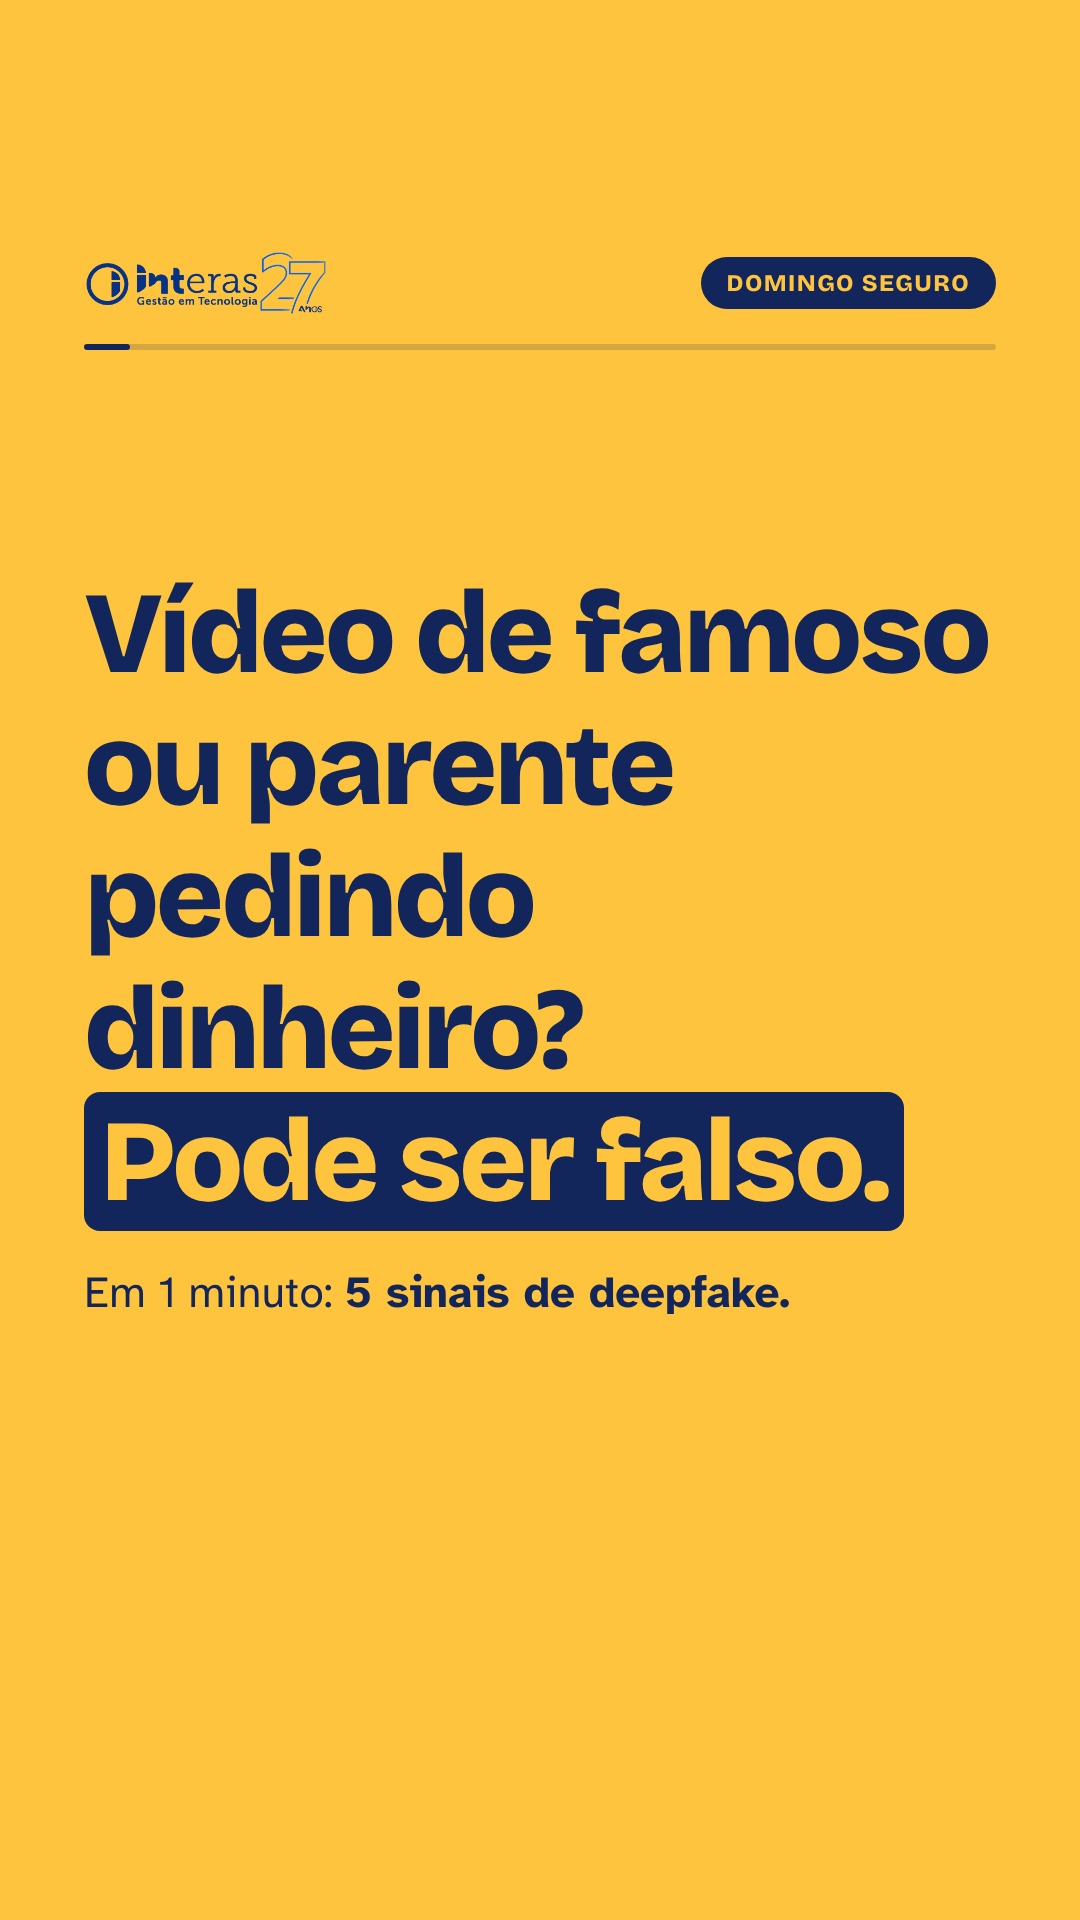 interas 27
Gestão em Tecnologia
ANOS
DOMINGO SEGURO
Vídeo de famoso
ou parente
pedindo
dinheiro?
Pode ser falso.
Em 1 minuto: 5 sinais de deepfake.